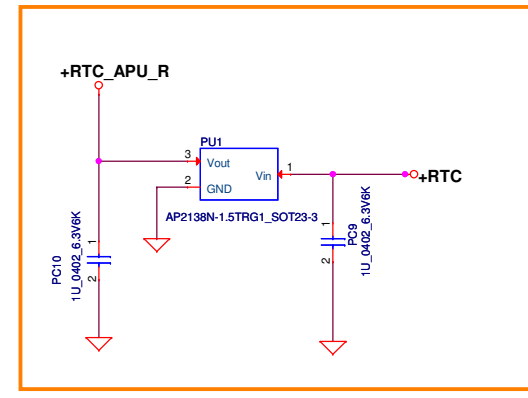 +RTC_APU_R
PU1
3
Vout
1
Vin
2
GND
+RTC
AP2138N-1.5TRG1_SOT23-3
1
2
PC10
1U_0402_6.3V6K
1
2
PC9
1U_0402_6.3V6K